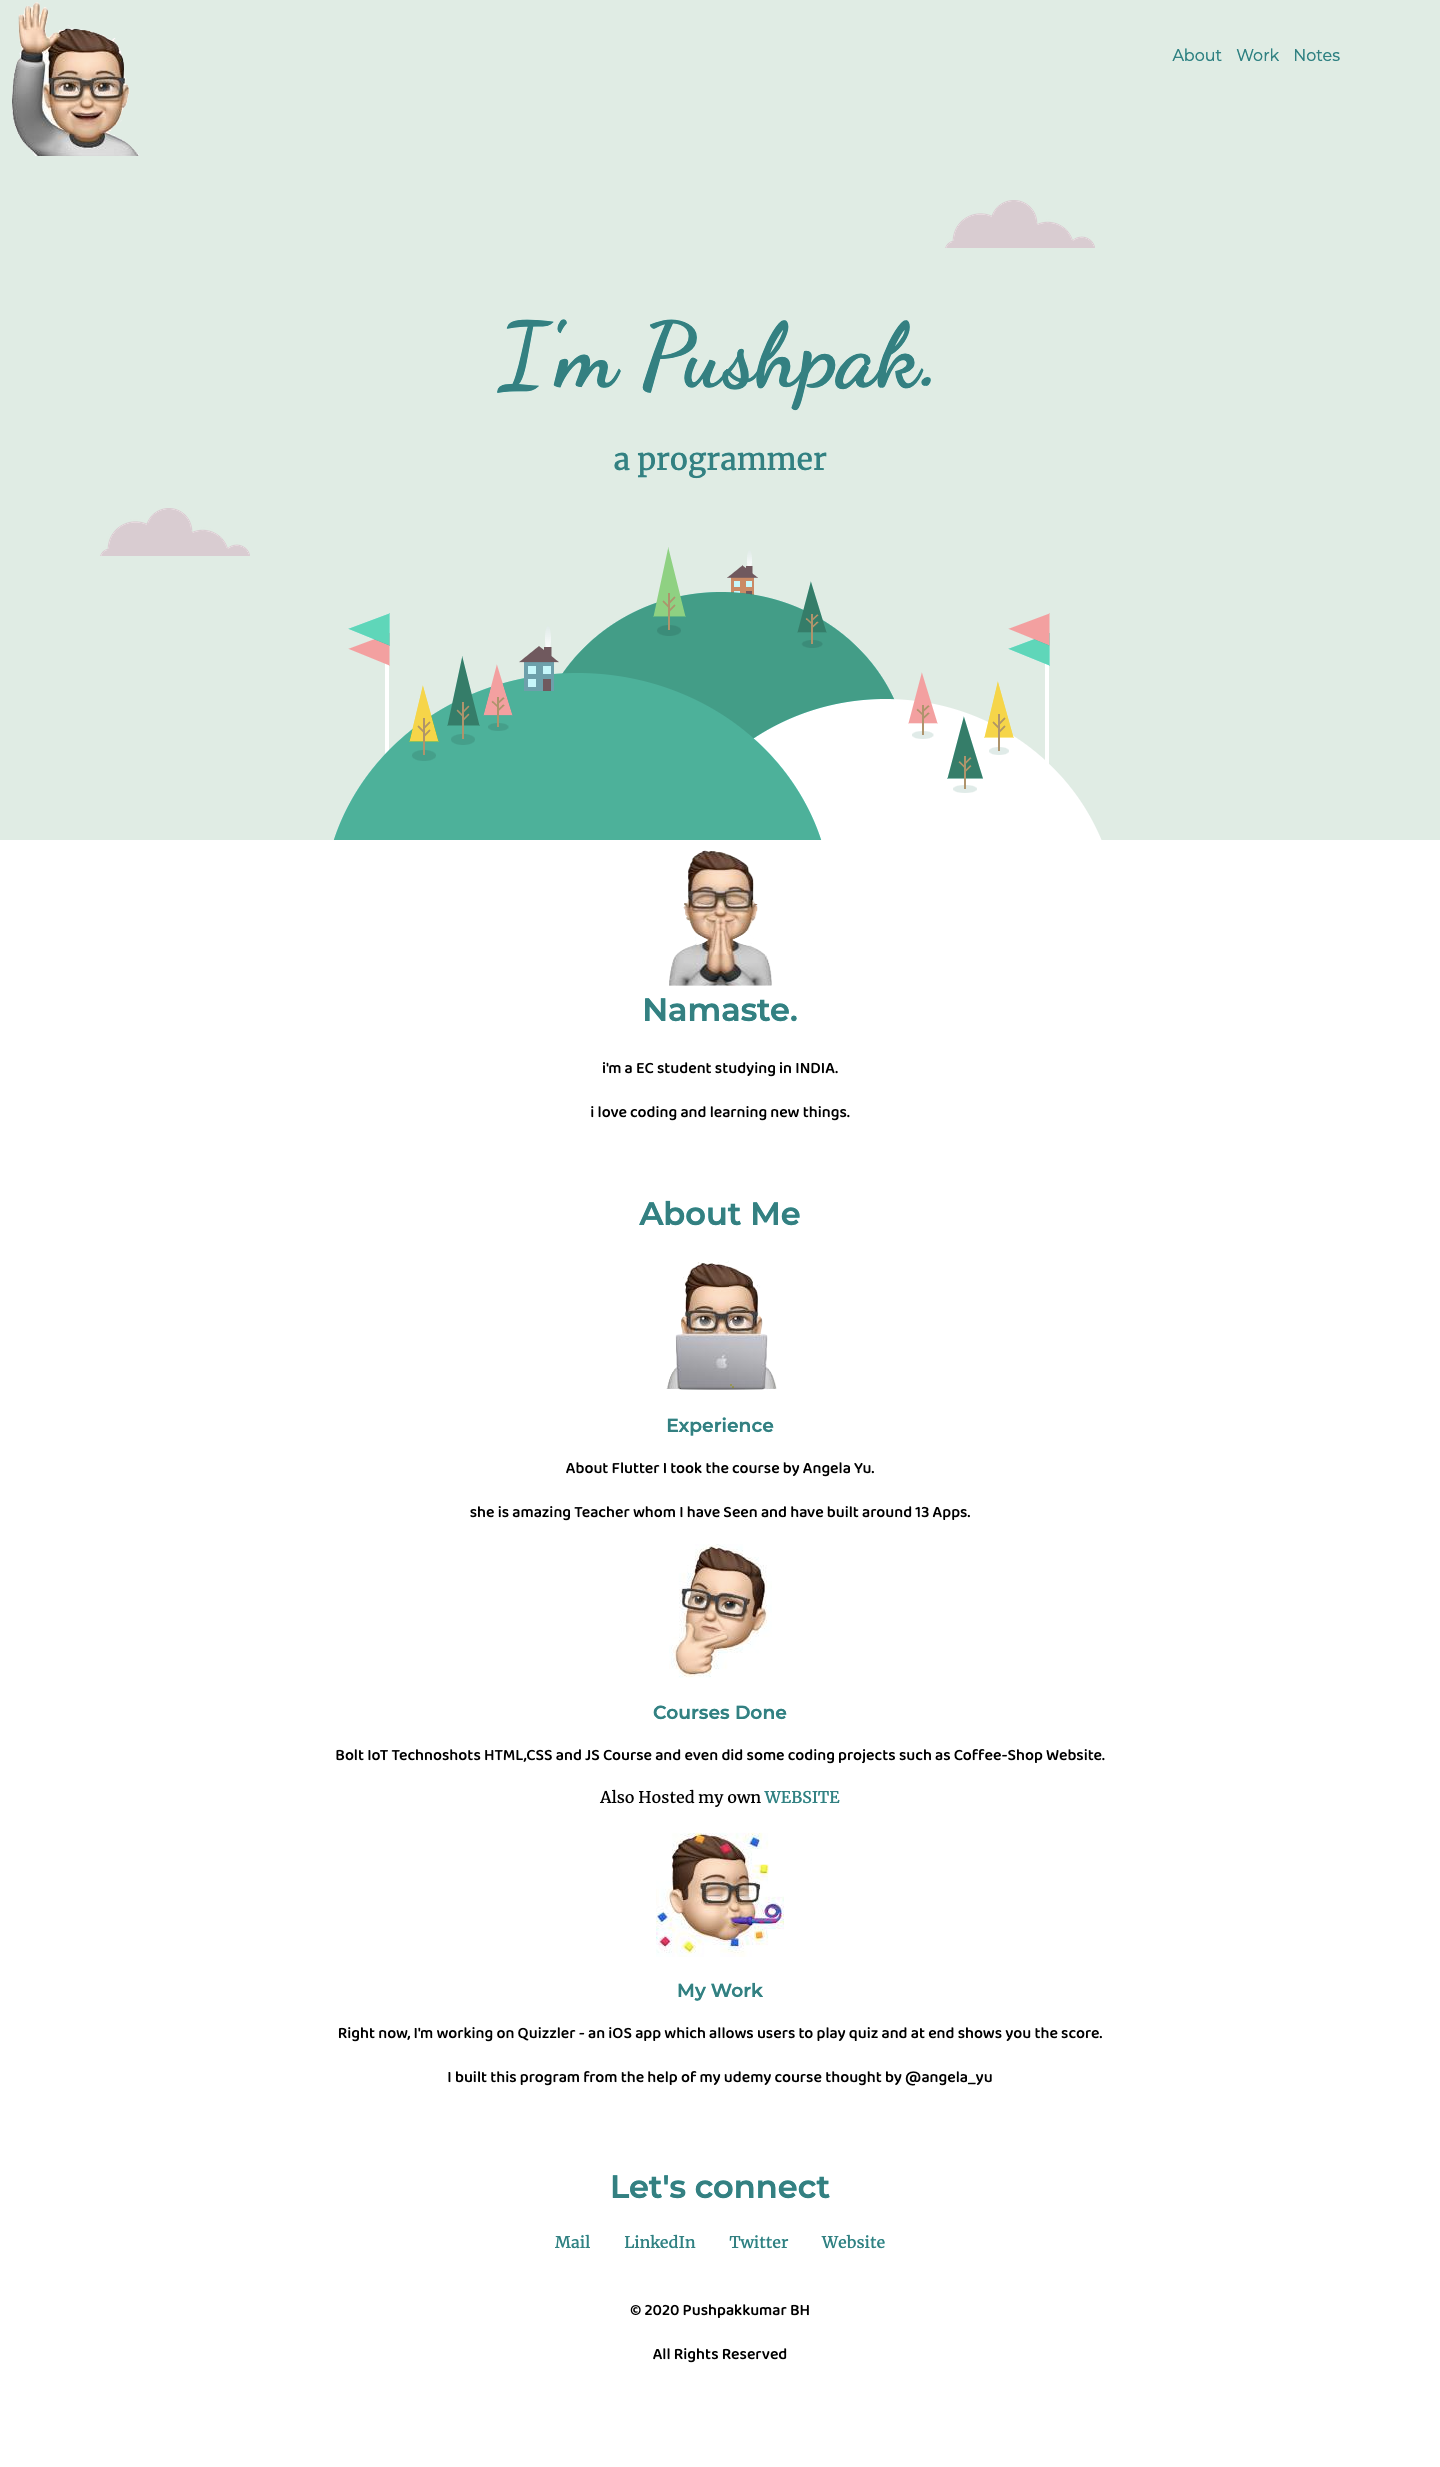 About Work Notes
I'm Pushpak.
a programmer
Namaste.
i'm a EC student studying in INDIA.
i love coding and learning new things.
About Me
Experience
About Flutter I took the course by Angela Yu.
she is amazing Teacher whom I have Seen and have built around 13 Apps.
Courses Done
Bolt IoT Technoshots HTML,CSS and JS Course and even did some coding projects such as Coffee-Shop Website.
Also Hosted my own WEBSITE
My Work
Right now, I'm working on Quizzler - an iOS app which allows users to play quiz and at end shows you the score.
I built this program from the help of my udemy course thought by @angela_yu
Let's connect
Mail LinkedIn Twitter Website
© 2020 Pushpakkumar BH
All Rights Reserved